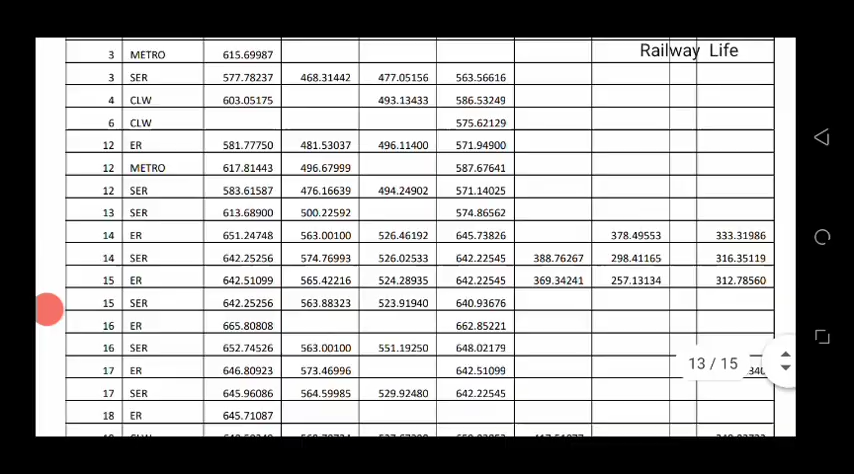 Railway Life
3 METRO 615.69987
3 SER 577.78237 468.31442 477.05156 563.56616
4 CLW 603.05175 493.13433 586.53249
6 CLW 575.62129
12 ER 581.77750 481.53037 496.11400 571.94900
12 METRO 617.81443 496.67999 587.67641
12 SER 583.61587 476.16639 494.24902 571.14025
13 SER 613.68900 500.22592 574.86562
14 ER 651.24748 563.00100 526.46192 645.73826 378.49553 333.31986
14 SER 642.25256 574.76993 526.02533 642.22545 388.76267 298.41165 316.35119
15 ER 642.51099 565.42216 524.28935 642.22545 369.34241 257.13134 312.78560
15 SER 642.25256 563.88323 523.91940 640.93676
16 ER 665.80808 662.85221
16 SER 652.74526 563.00100 551.19250 648.02179
17 ER 646.80923 573.46996 642.51099
13 / 15
17 SER 645.96086 564.59985 529.92480 642.22545
18 ER 645.71087